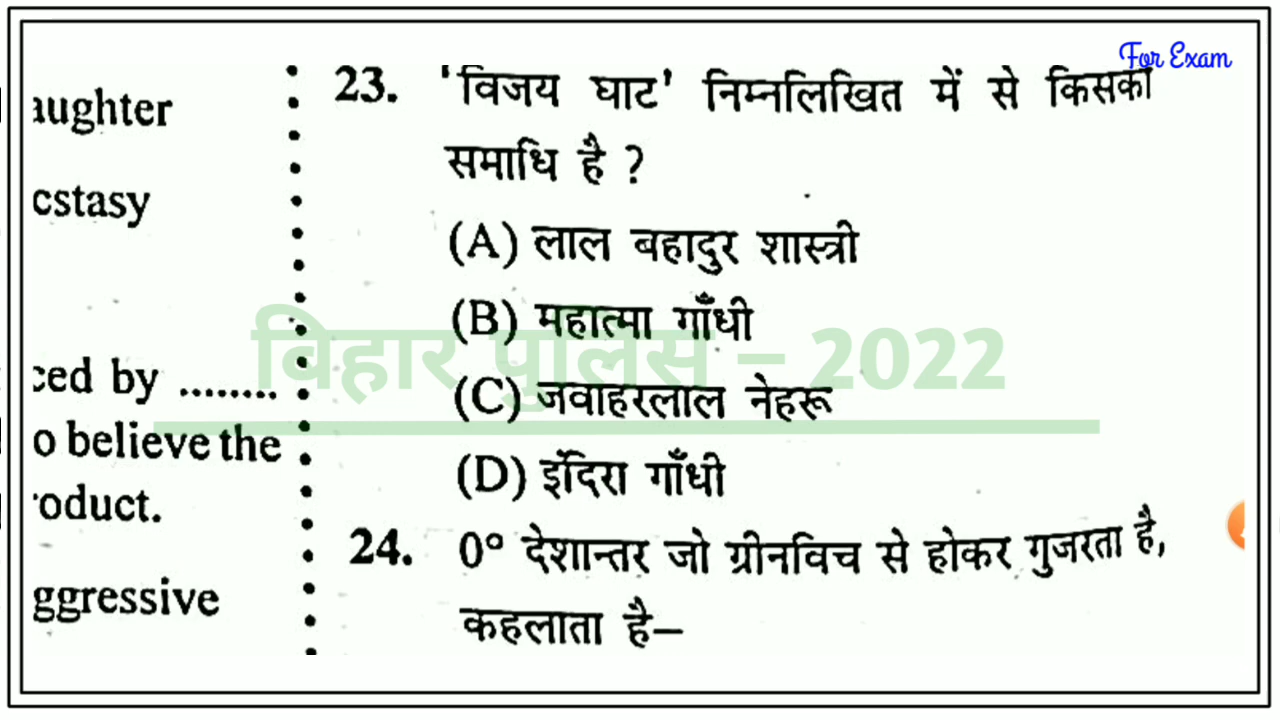 For Exam
aughter
cstasy
ced by ........
o believe the
roduct.
ggressive
23. 'विजय घाट' निम्नलिखित में से किसका
समाधि है ?
(A) लाल बहादुर शास्त्री
(B) महात्मा गाँधी
(C) जवाहरलाल नेहरू
(D) इंदिरा गाँधी
24. 0° देशान्तर जो ग्रीनविच से होकर गुजरता है,
कहलाता है–
विहार पुलिस – 2022